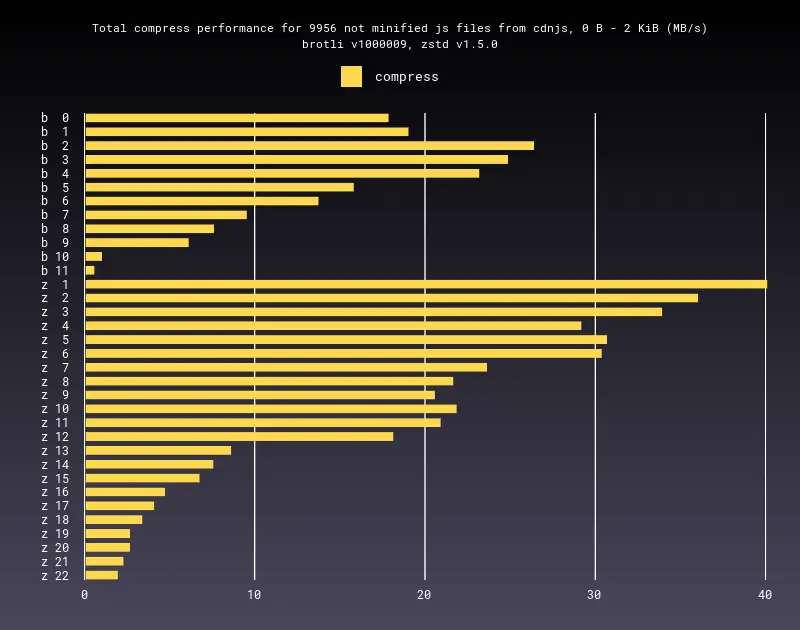 Total compress performance for 9956 not minified js files from cdnjs, 0 B - 2 KiB (MB/s)
brotli v1000009, zstd v1.5.0
compress
b 0
b 1
b 2
b 3
b 4
b 5
b 6
b 7
b 8
b 9
b 10
b 11
z 1
z 2
z 3
z 4
z 5
z 6
z 7
z 8
z 9
z 10
z 11
z 12
z 13
z 14
z 15
z 16
z 17
z 18
z 19
z 20
z 21
z 22
0 10 20 30 40